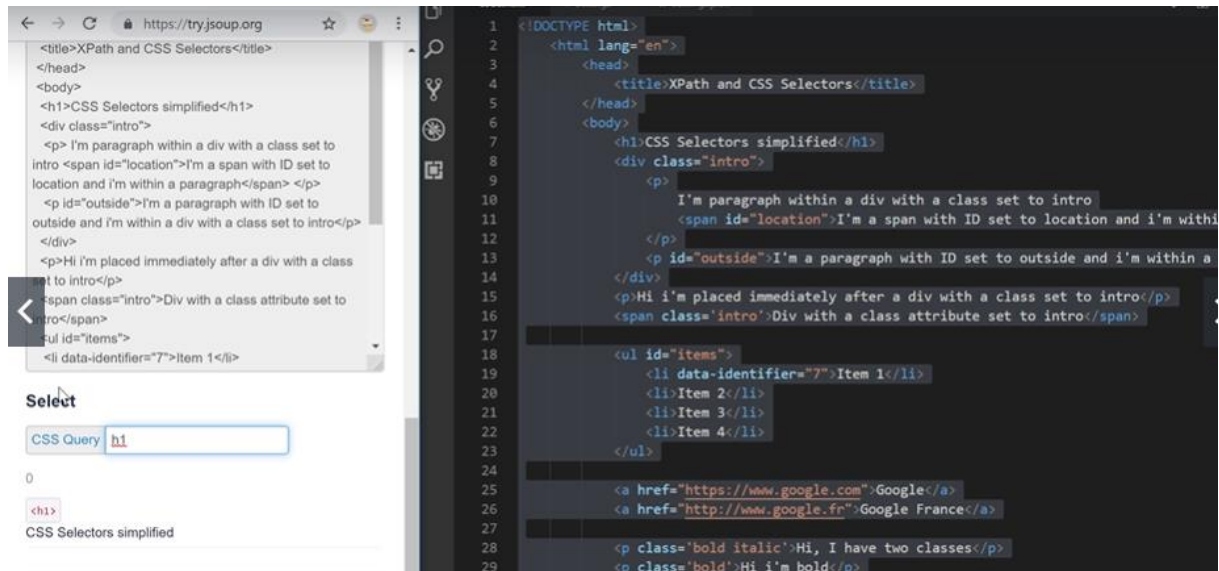 https://try.jsoup.org
<title>XPath and CSS Selectors</title>
</head>
<body>
<h1>CSS Selectors simplified</h1>
<div class="intro">
<p> I'm paragraph within a div with a class set to
intro <span id="location">I'm a span with ID set to
location and i'm within a paragraph</span> </p>
<p id="outside">I'm a paragraph with ID set to
outside and i'm within a div with a class set to intro</p>
</div>
<p>Hi i'm placed immediately after a div with a class
set to intro</p>
<span class="intro">Div with a class attribute set to
intro</span>
<ul id="items">
<li data-identifier="7">Item 1</li>
Select
CSS Query h1
0
<h1>
CSS Selectors simplified
1 <!DOCTYPE html>
2 <html lang="en">
3 <head>
4 <title>XPath and CSS Selectors</title>
5 </head>
6 <body>
7 <h1>CSS Selectors simplified</h1>
8 <div class="intro">
9 <p>
10 I'm paragraph within a div with a class set to intro
11 <span id="location">I'm a span with ID set to location and i'm withi
12 </p>
13 <p id="outside">I'm a paragraph with ID set to outside and i'm within a
14 </div>
15 <p>Hi i'm placed immediately after a div with a class set to intro</p>
16 <span class='intro'>Div with a class attribute set to intro</span>
17
18 <ul id="items">
19 <li data-identifier="7">Item 1</li>
20 <li>Item 2</li>
21 <li>Item 3</li>
22 <li>Item 4</li>
23 </ul>
24
25 <a href="https://www.google.com">Google</a>
26 <a href="http://www.google.fr">Google France</a>
27
28 <p class='bold italic'>Hi, I have two classes</p>
29 <p class='bold'>Hi i'm bold</p>